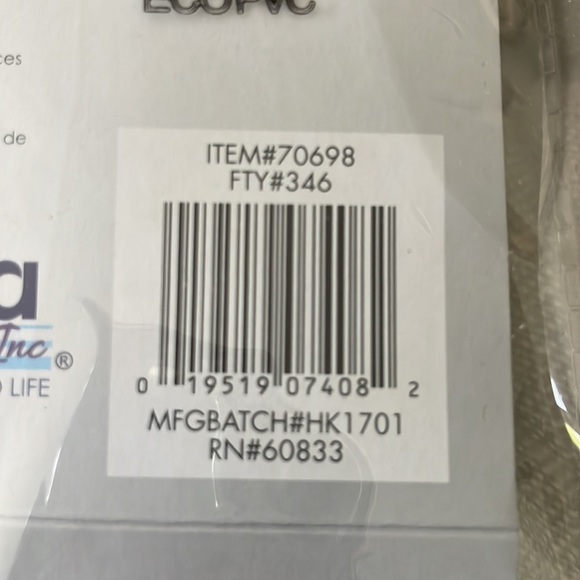 ECOPVC
ces
de
ITEM#70698
FTY#346
a
Inc®
LIFE
0 19519 07408 2
MFGBATCH#HK1701
RN#60833